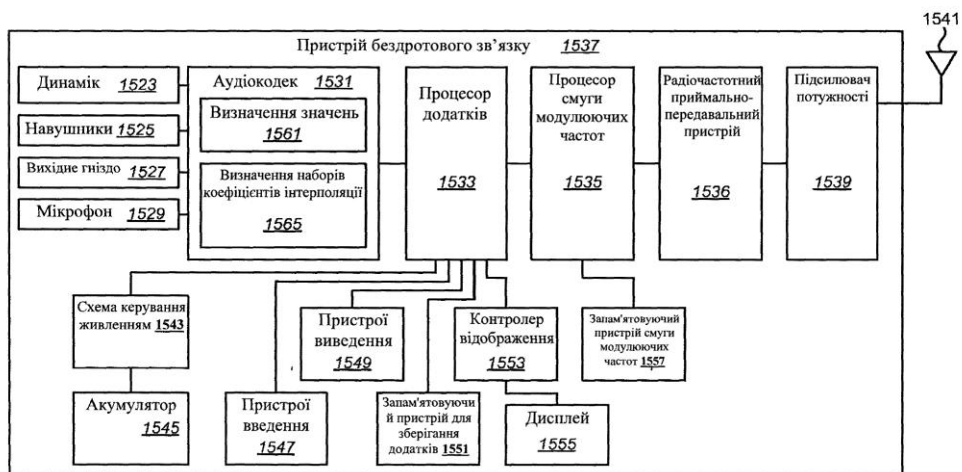 1541
Пристрій бездротового зв'язку 1537
Динамік 1523
Навушники 1525
Вихідне гніздо 1527
Мікрофон 1529
Аудіокодек 1531
Визначення значень
1561
Визначення наборів
коефіцієнтів інтерполяції
1565
Процесор
додатків
1533
Процесор
смуги
модулюючих
частот
1535
Радіочастотний
приймально-
передавальний
пристрій
1536
Підсилювач
потужності
1539
Схема керування
живленням 1543
Акумулятор
1545
Пристрої
введення
1547
Пристрої
виведення
1549
Запам'ятовуючи
й пристрій для
зберігання
додатків 1551
Контролер
відображення
1553
Дисплей
1555
Запам'ятовуючий
пристрій смуги
модулюючих
частот 1557